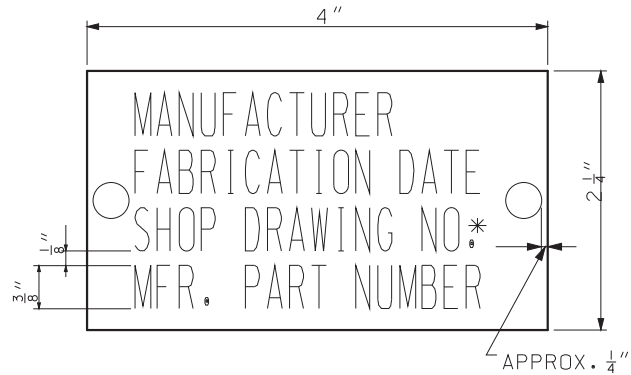 4"
MANUFACTURER
FABRICATION DATE
SHOP DRAWING NO.*
MFR. PART NUMBER
2 1/4"
1/8"
3/8"
APPROX. 1/4"